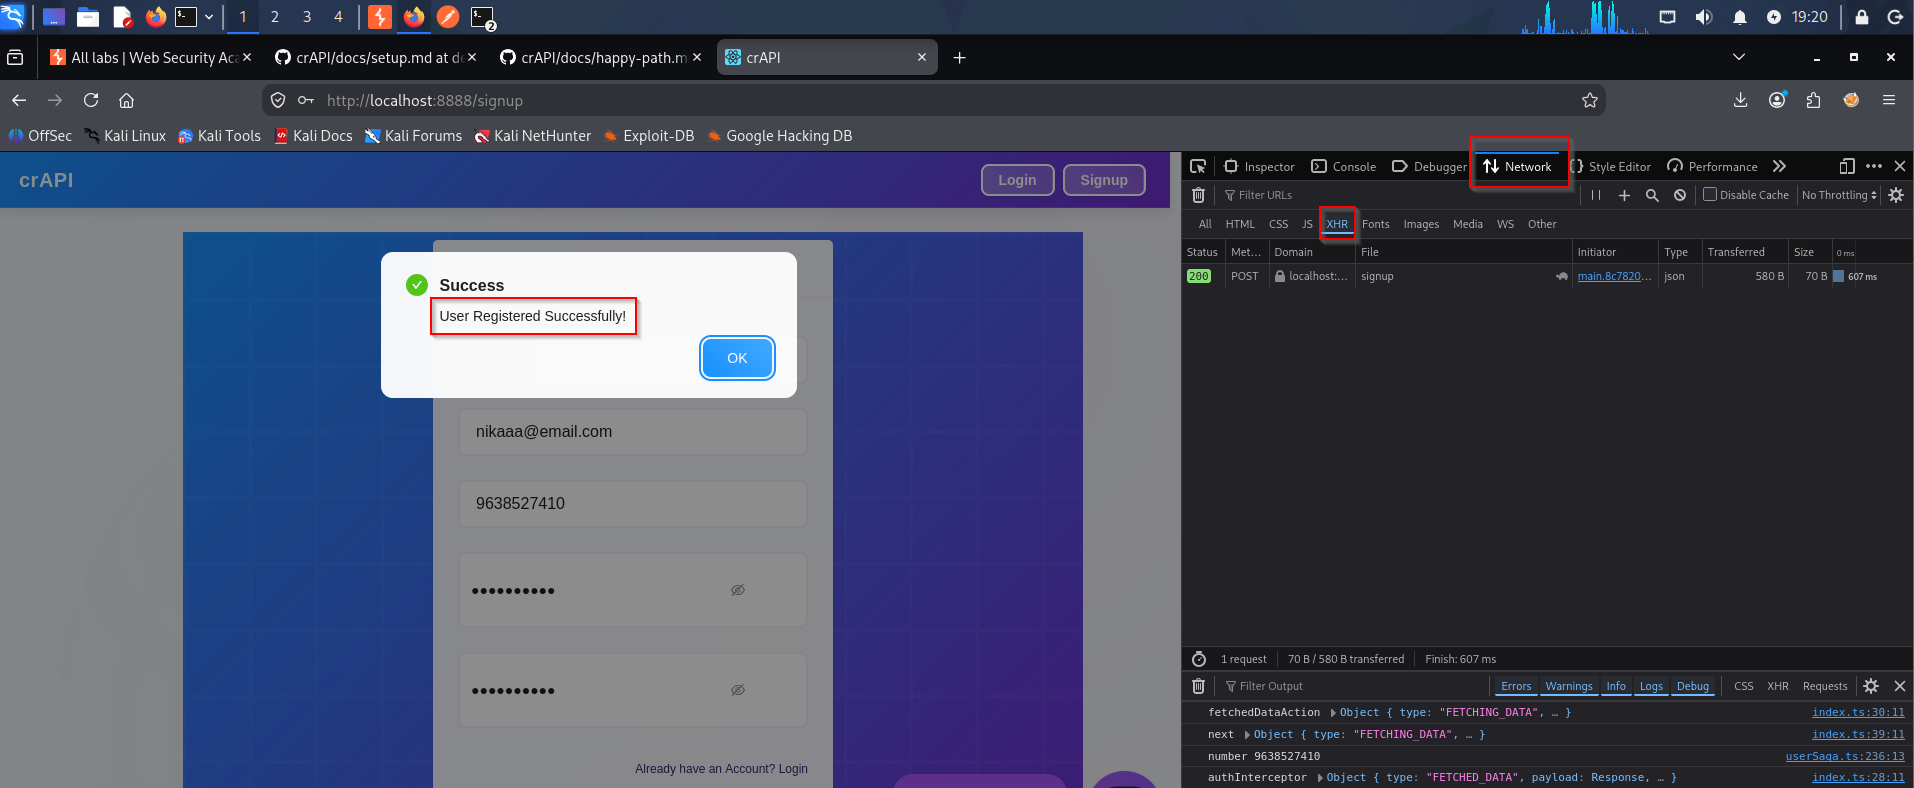 1 2 3 4
2
19:20
All labs | Web Security Aca
crAPI/docs/setup.md at de
crAPI/docs/happy-path.m
crAPI
http://localhost:8888/signup
OffSec Kali Linux Kali Tools Kali Docs Kali Forums Kali NetHunter Exploit-DB Google Hacking DB
crAPI
Login Signup
Success
User Registered Successfully!
OK
nikaaa@email.com
9638527410
Already have an Account? Login
Inspector Console Debugger Network Style Editor Performance
Filter URLs
Disable Cache
No Throttling
All HTML CSS JS XHR Fonts Images Media WS Other
Status Met... Domain File Initiator Type Transferred Size 0 ms
200 POST localhost:... signup main.8c7820... json 580 B 70 B 607 ms
1 request 70 B / 580 B transferred Finish: 607 ms
Filter Output
Errors Warnings Info Logs Debug CSS XHR Requests
fetchedDataAction Object { type: "FETCHING_DATA", … } index.ts:30:11
next Object { type: "FETCHING_DATA", … } index.ts:39:11
number 9638527410 userSaga.ts:236:13
authInterceptor Object { type: "FETCHED_DATA", payload: Response, … } index.ts:28:11